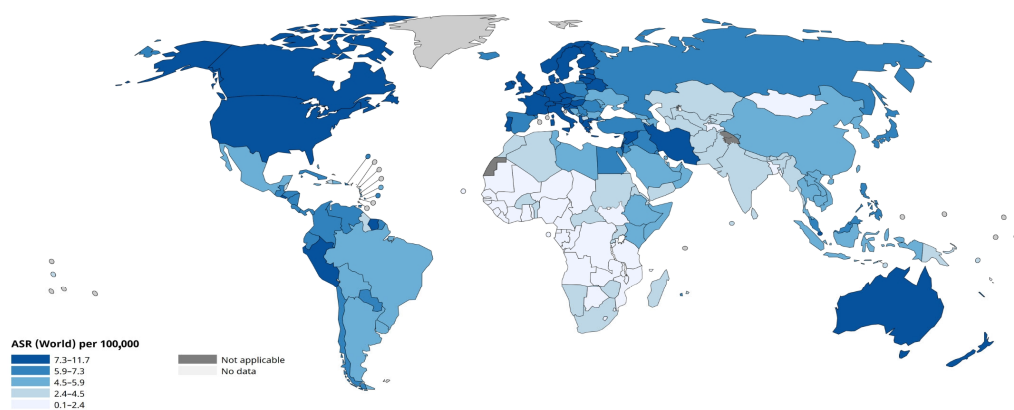 ASR (World) per 100,000
7.3–11.7
5.9–7.3
4.5–5.9
2.4–4.5
0.1–2.4
Not applicable
No data